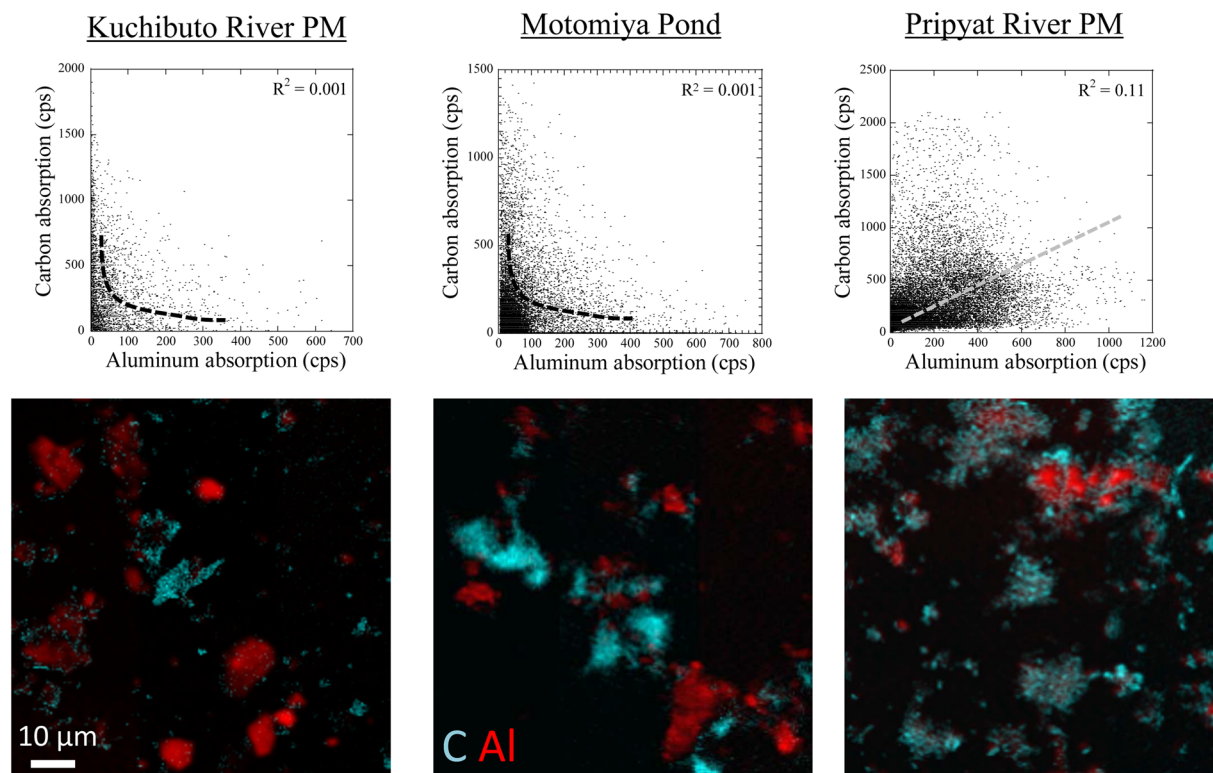 Kuchibuto River PM
Motomiya Pond
Pripyat River PM
2000
1500
1000
500
0
Carbon absorption (cps)
R² = 0.001
0 100 200 300 400 500 600 700
Aluminum absorption (cps)
1500
1000
500
0
Carbon absorption (cps)
R² = 0.001
0 100 200 300 400 500 600 700 800
Aluminum absorption (cps)
2500
2000
1500
1000
500
0
Carbon absorption (cps)
R² = 0.11
0 200 400 600 800 1000 1200
Aluminum absorption (cps)
10 μm
C Al